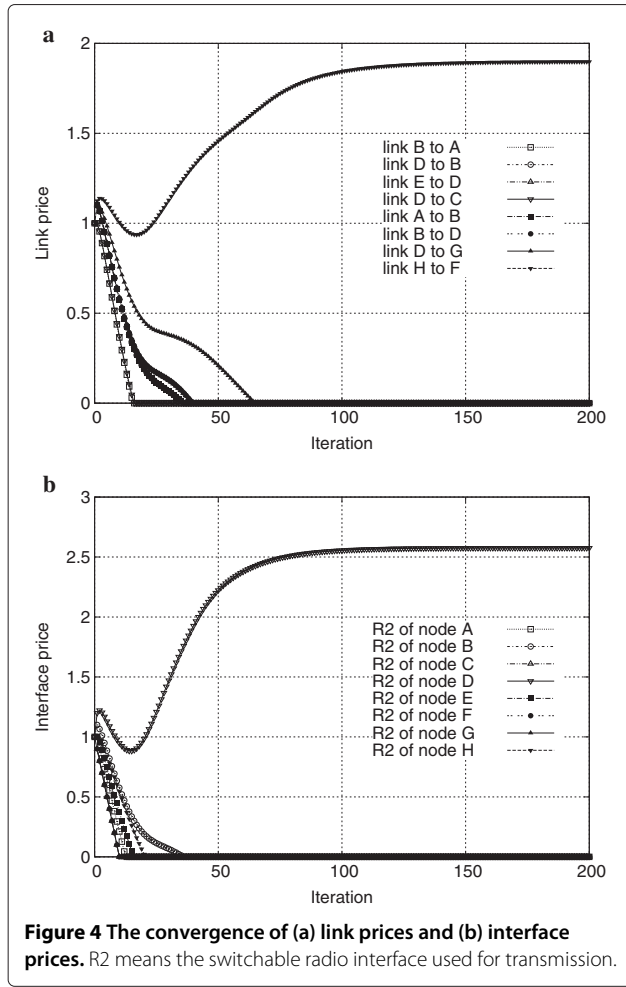 a
2
1.5
1
0.5
0
Link price
link B to A
link D to B
link E to D
link D to C
link A to B
link B to D
link D to G
link H to F
0
50
100
150
200
Iteration
b
3
2.5
2
1.5
1
0.5
0
Interface price
R2 of node A
R2 of node B
R2 of node C
R2 of node D
R2 of node E
R2 of node F
R2 of node G
R2 of node H
0
50
100
150
200
Iteration
Figure 4 The convergence of (a) link prices and (b) interface
prices. R2 means the switchable radio interface used for transmission.